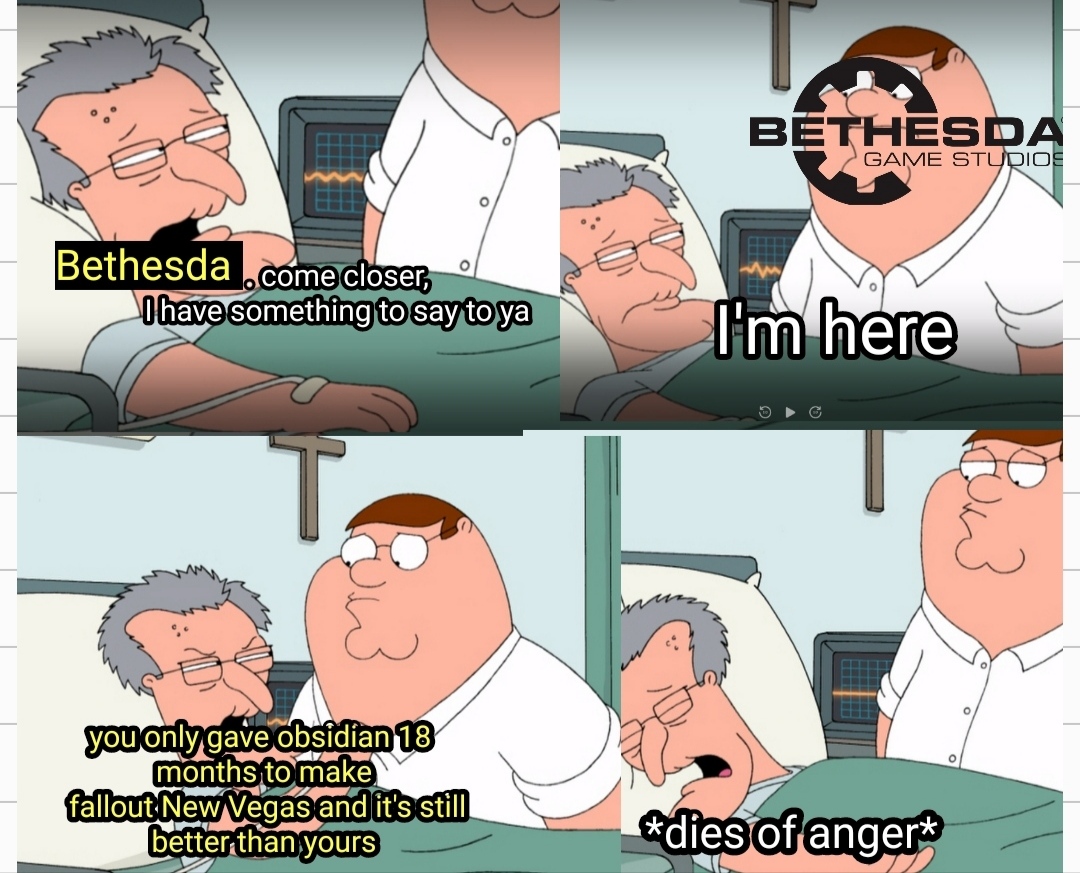 Bethesda . come closer,
I have something to say to ya
BETHESDA
GAME STUDIOS
I'm here
you only gave obsidian 18
months to make
fallout New Vegas and it's still
better than yours
*dies of anger*